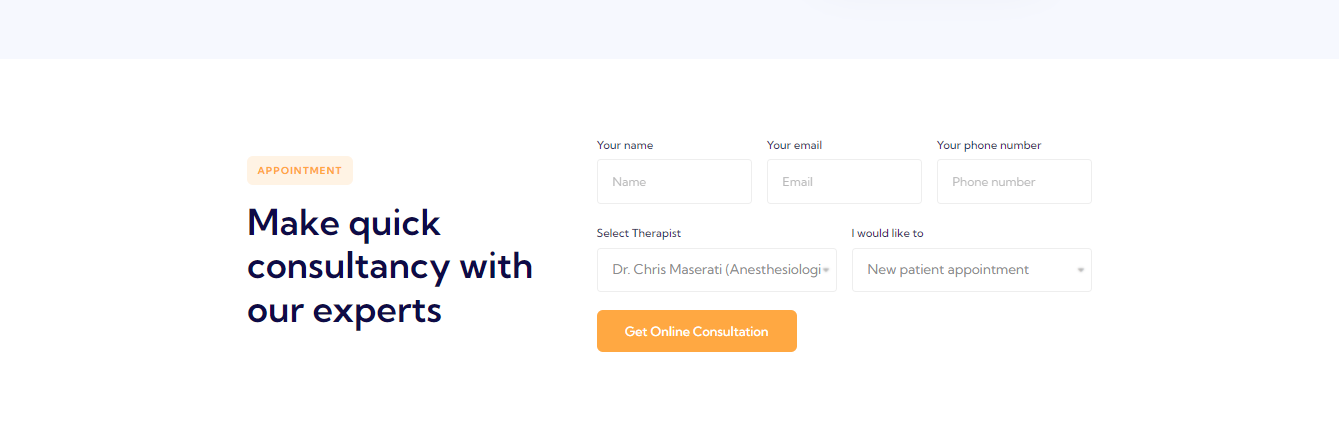 APPOINTMENT
Make quick
consultancy with
our experts
Your name
Your email
Your phone number
Name
Email
Phone number
Select Therapist
I would like to
Dr. Chris Maserati (Anesthesiologi
New patient appointment
Get Online Consultation